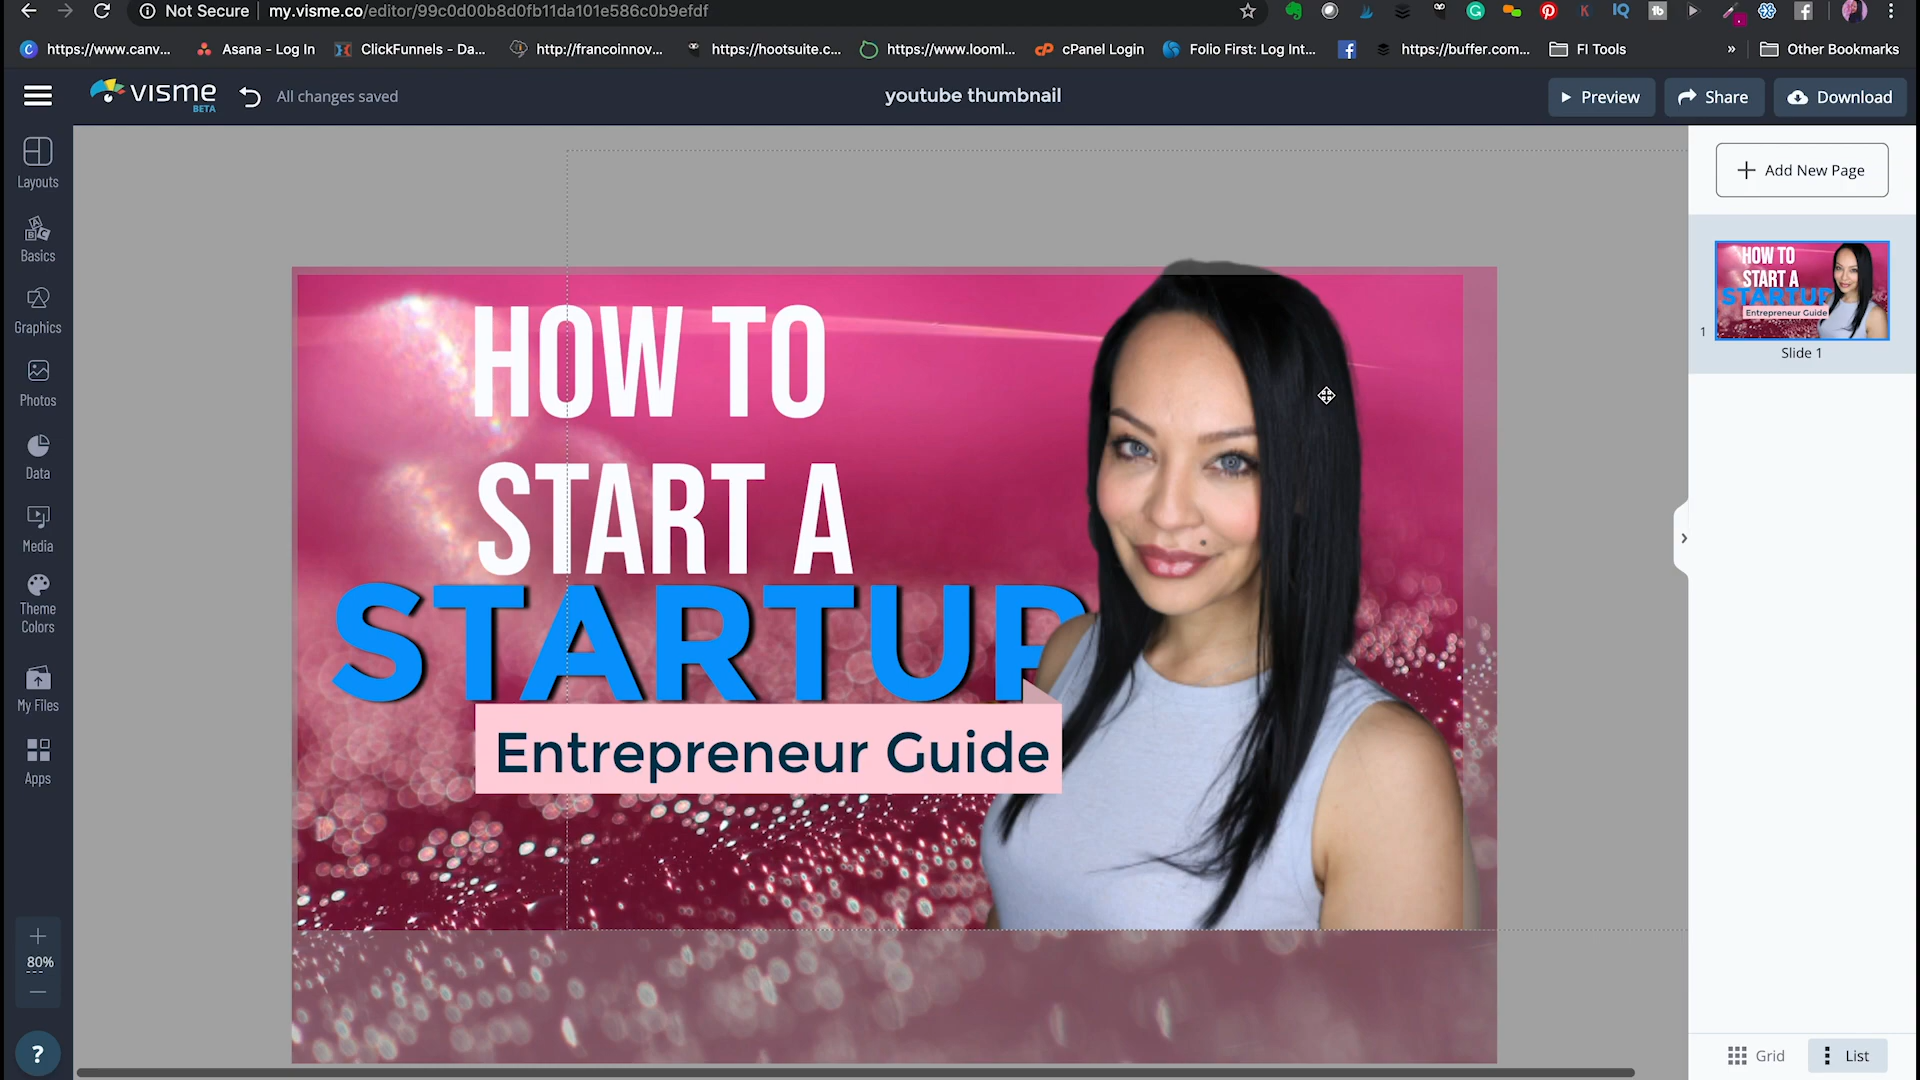 Not Secure
my.visme.co/editor/99c0d00b8d0fb11da101e586c0b9efdf
https://www.canv...
Asana - Log In
ClickFunnels - Da...
http://francoinnov...
https://hootsuite.c...
https://www.looml...
cPanel Login
Folio First: Log Int...
https://buffer.com...
FI Tools
»
Other Bookmarks
visme
BETA
All changes saved
youtube thumbnail
Preview
Share
Download
Layouts
Basics
Graphics
Photos
Data
Media
Theme
Colors
My Files
Apps
80%
?
HOW TO
START A
STARTUP
Entrepreneur Guide
Add New Page
HOW TO
START A
STARTUP
Entrepreneur Guide
1
Slide 1
Grid
List